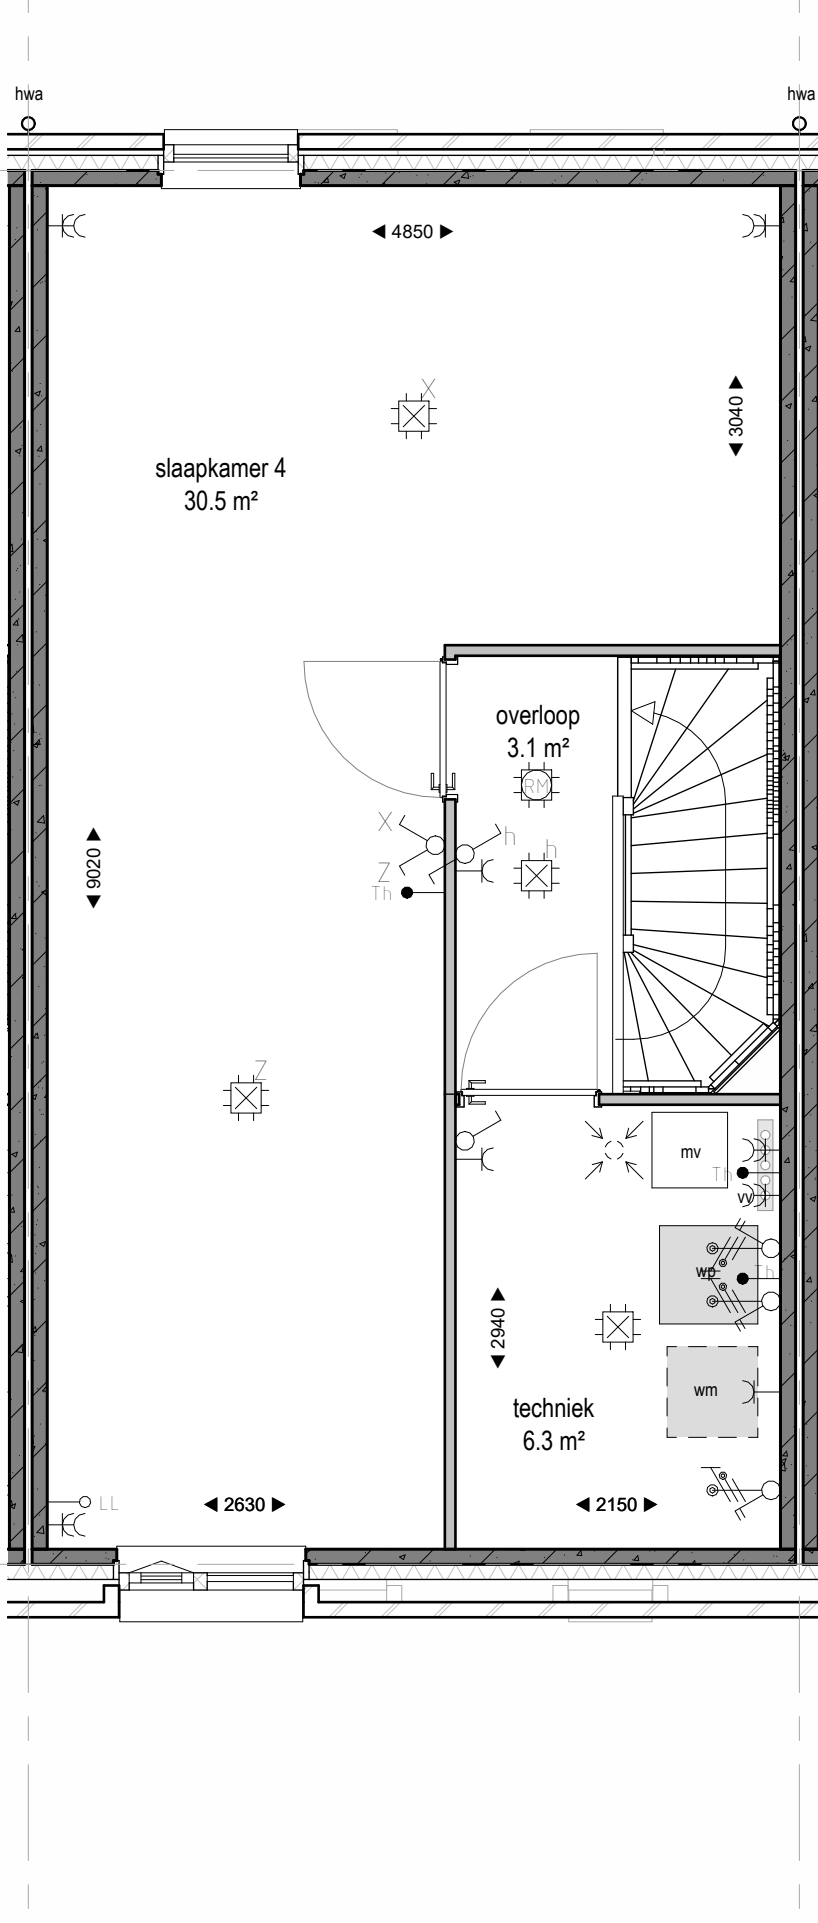 hwa
hwa
4850
X
3040
slaapkamer 4
30.5 m²
overloop
3.1 m²
RM
X
h
h
Z
Th
9020
Z
mv
Th
vv
wp
Th
2940
wm
techniek
6.3 m²
LL
2630
2150